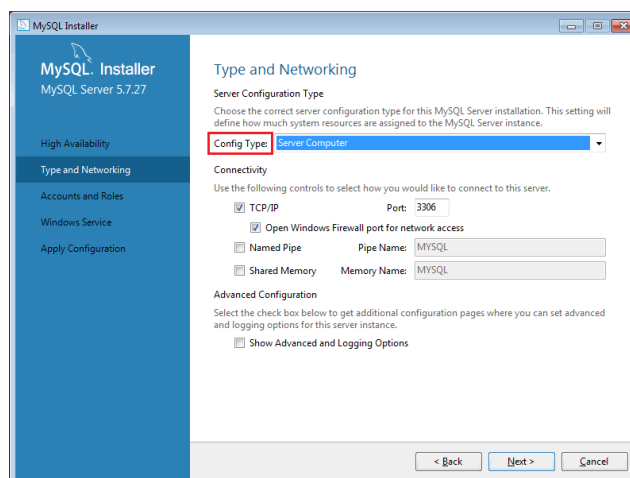 MySQL Installer
MySQL. Installer
MySQL Server 5.7.27
High Availability
Type and Networking
Accounts and Roles
Windows Service
Apply Configuration
Type and Networking
Server Configuration Type
Choose the correct server configuration type for this MySQL Server installation. This setting will
define how much system resources are assigned to the MySQL Server instance.
Config Type: Server Computer
Connectivity
Use the following controls to select how you would like to connect to this server.
TCP/IP Port: 3306
Open Windows Firewall port for network access
Named Pipe Pipe Name: MYSQL
Shared Memory Memory Name: MYSQL
Advanced Configuration
Select the check box below to get additional configuration pages where you can set advanced
and logging options for this server instance.
Show Advanced and Logging Options
< Back Next > Cancel